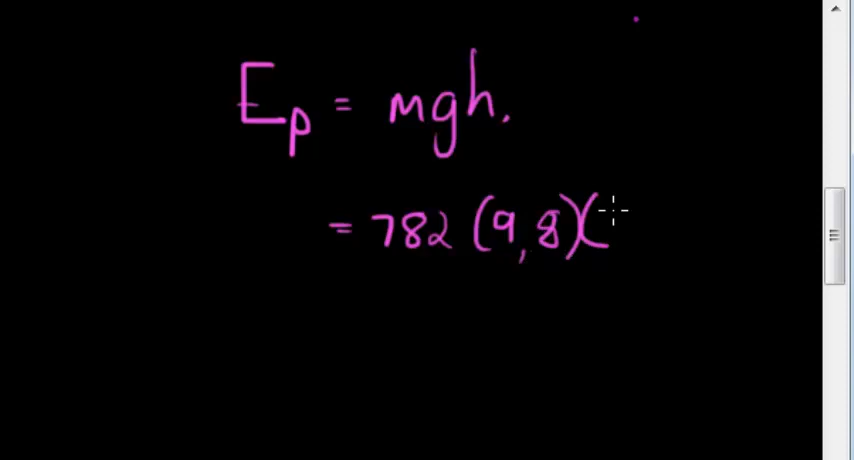 Ep = mgh.
= 782 (9,8)(